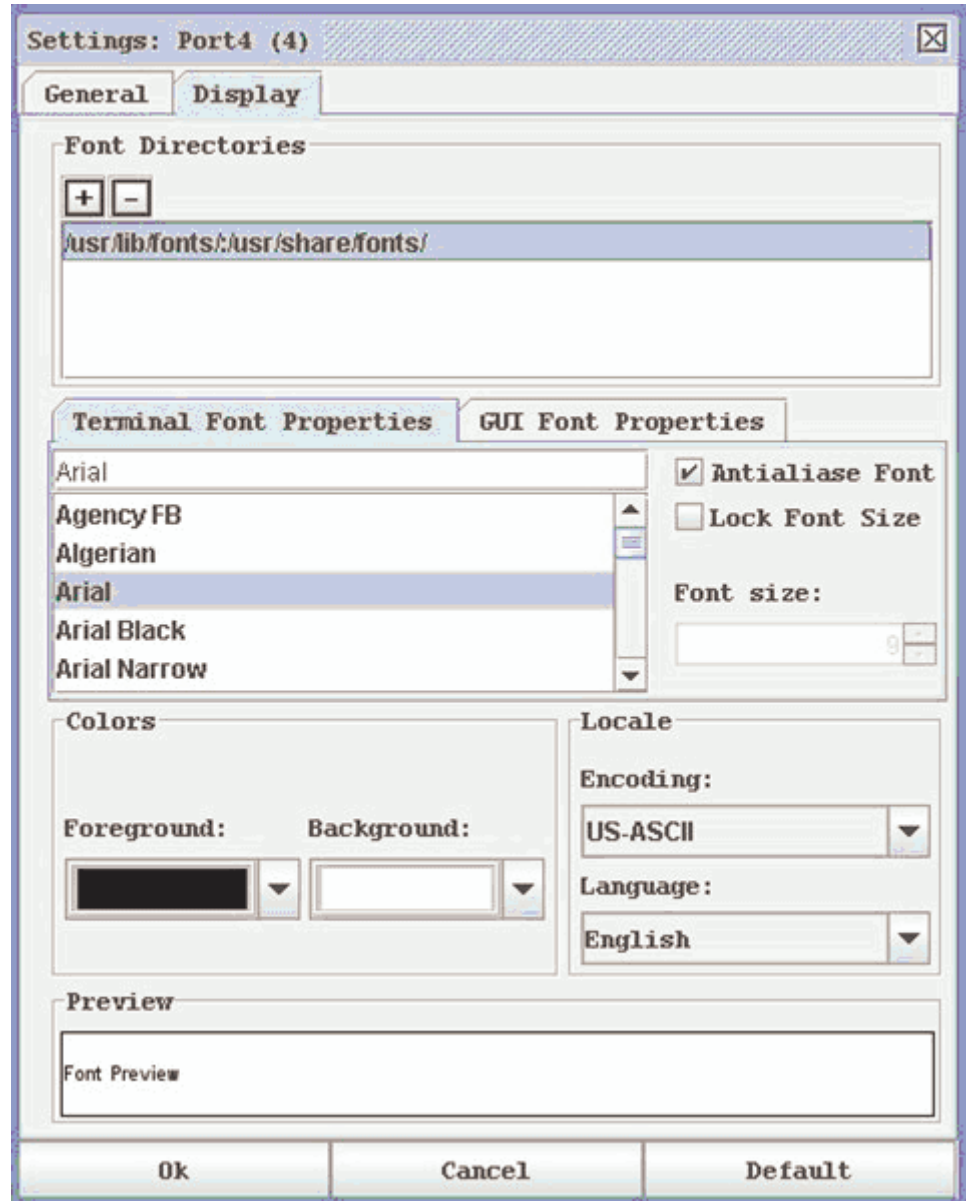 Settings: Port4 (4)
General Display
Font Directories
+ -
/usr/lib/fonts/:/usr/share/fonts/
Terminal Font Properties GUI Font Properties
Arial
Antialiase Font
Agency FB
Lock Font Size
Algerian
Arial
Font size:
Arial Black
9
Arial Narrow
Colors
Locale
Encoding:
Foreground: Background:
US-ASCII
Language:
English
Preview
Font Preview
Ok Cancel Default